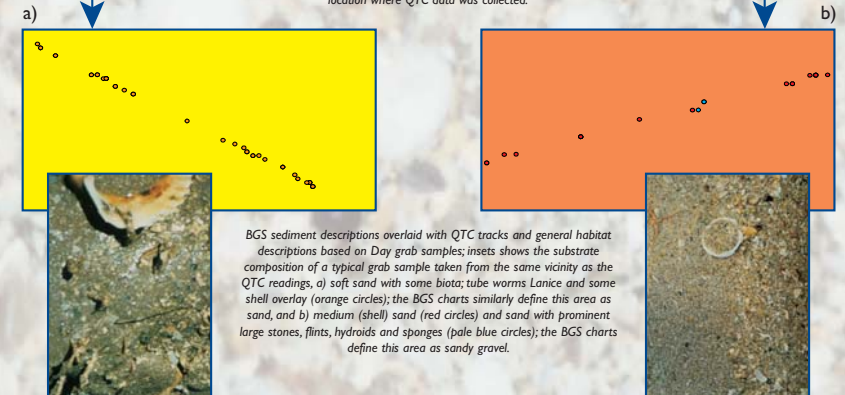 location where QTC data was collected.
a)
b)
BGS sediment descriptions overlaid with QTC tracks and general habitat
descriptions based on Day grab samples; insets shows the substrate
composition of a typical grab sample taken from the same vicinity as the
QTC readings, a) soft sand with some biota; tube worms Lanice and some
shell overlay (orange circles); the BGS charts similarly define this area as
sand, and b) medium (shell) sand (red circles) and sand with prominent
large stones, flints, hydroids and sponges (pale blue circles); the BGS charts
define this area as sandy gravel.